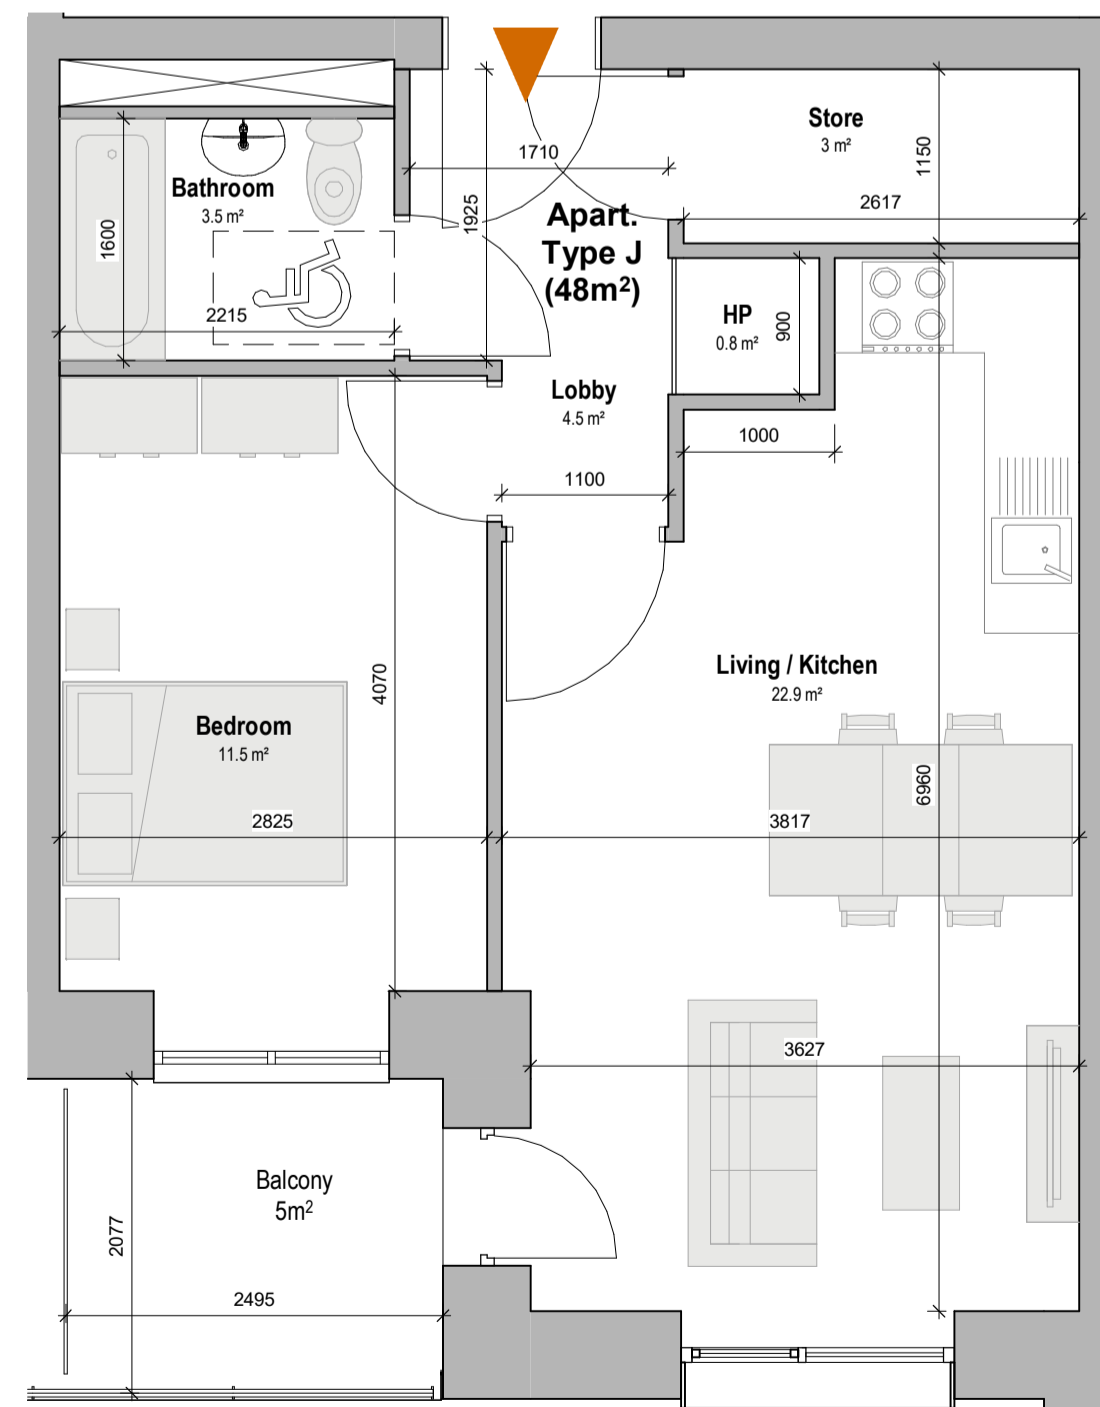 Store
3 m²
1150
1710
2617
Bathroom
3.5 m²
1600
1925
Apart.
Type J
(48m²)
2215
HP
0.8 m²
900
Lobby
4.5 m²
1000
1100
4070
Living / Kitchen
22.9 m²
Bedroom
11.5 m²
6960
2825
3817
3627
Balcony
5m²
2077
2495